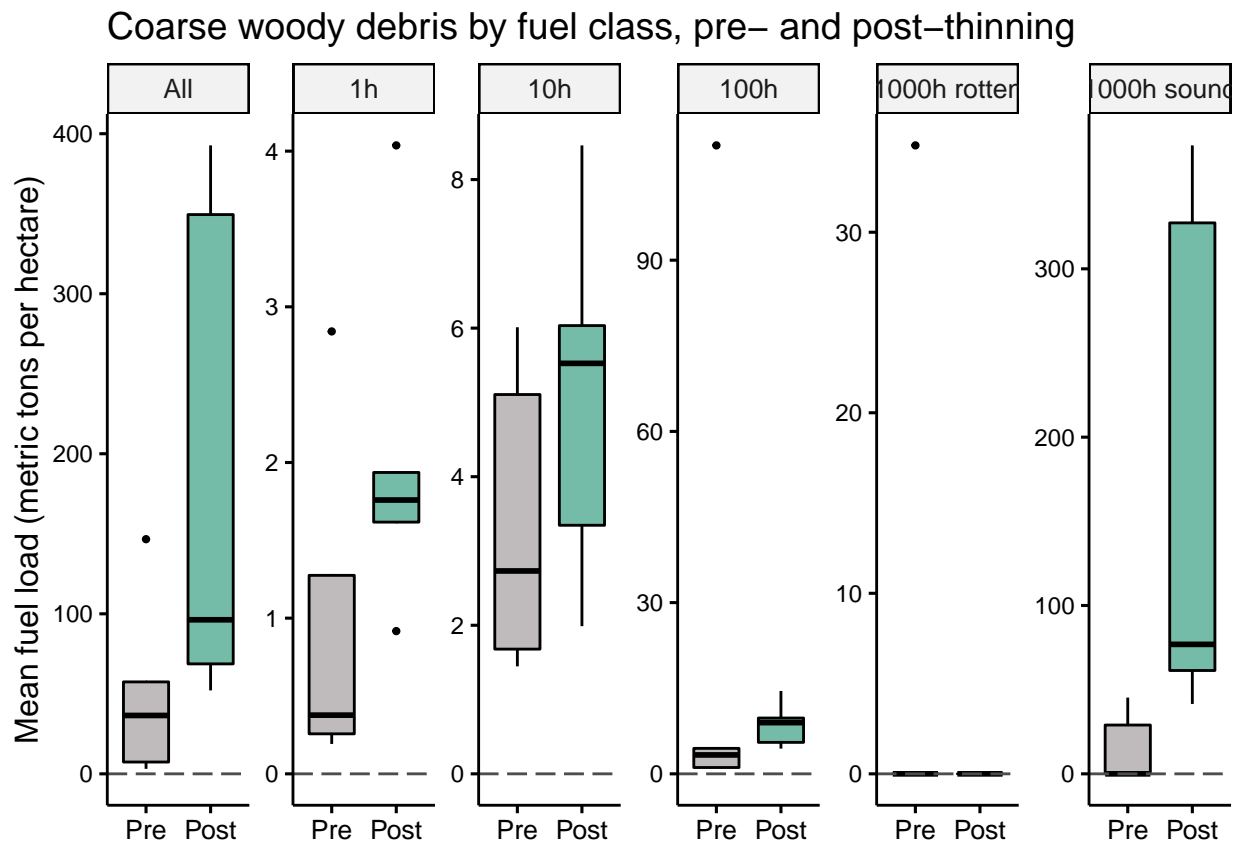 Coarse woody debris by fuel class, pre− and post−thinning
All
1h
10h
100h
1000h rotten
1000h sound
Mean fuel load (metric tons per hectare)
400
300
200
100
0
4
3
2
1
0
8
6
4
2
0
90
60
30
0
30
20
10
0
300
200
100
0
Pre Post
Pre Post
Pre Post
Pre Post
Pre Post
Pre Post